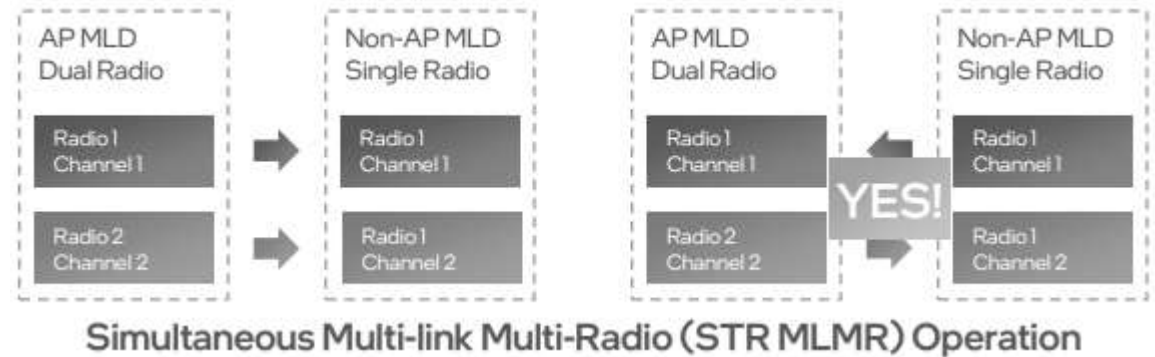 AP MLD
Dual Radio
Radio 1
Channel 1
Radio 2
Channel 2
Non-AP MLD
Single Radio
Radio 1
Channel 1
Radio 1
Channel 2
AP MLD
Dual Radio
Radio 1
Channel 1
Radio 2
Channel 2
YES!
Non-AP MLD
Single Radio
Radio 1
Channel 1
Radio 1
Channel 2
Simultaneous Multi-link Multi-Radio (STR MLMR) Operation